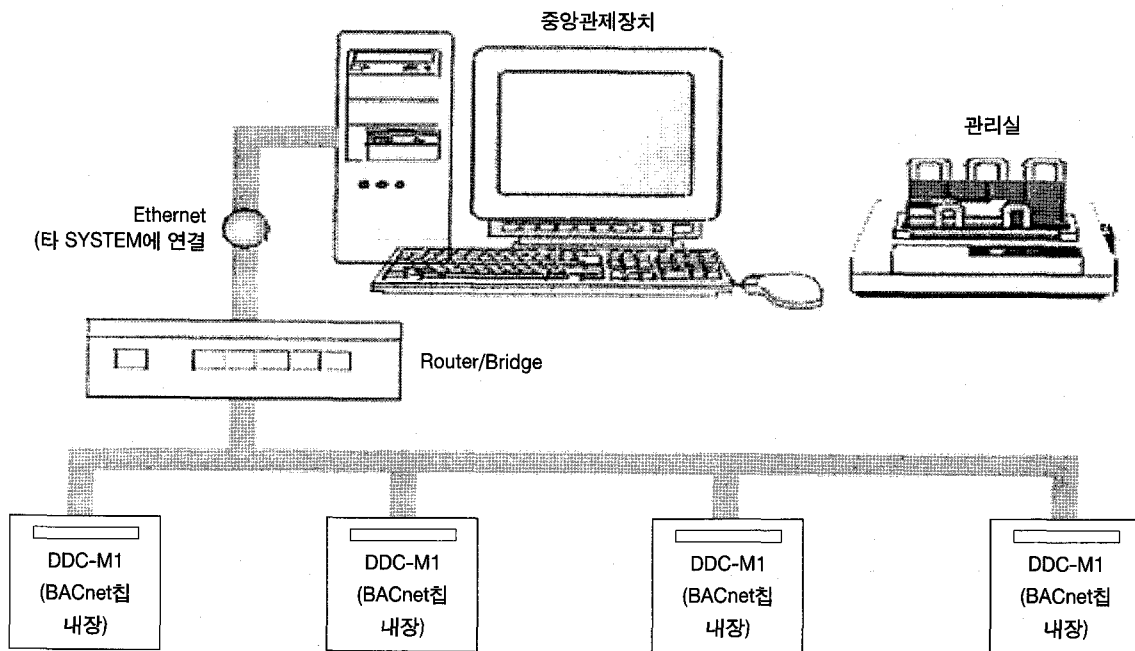 중앙관제장치
관리실
Ethernet
(타 SYSTEM에 연결
Router/Bridge
DDC-M1
(BACnet칩
내장)
DDC-M1
(BACnet칩
내장)
DDC-M1
(BACnet칩
내장)
DDC-M1
(BACnet칩
내장)